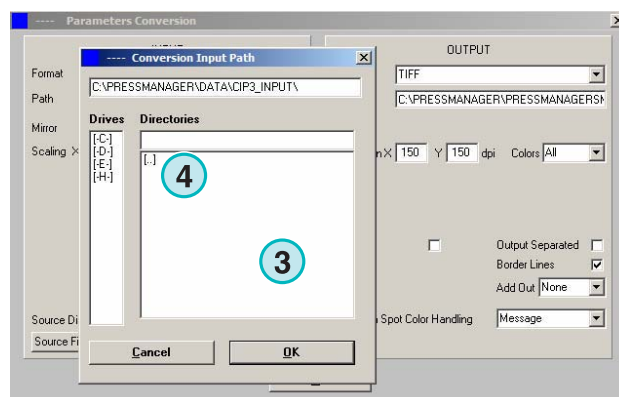 ---- Parameters Conversion
---- Conversion Input Path
OUTPUT
Format
TIFF
C:\PRESSMANAGER\DATA\CIP3_INPUT\
Path
C:\PRESSMANAGER\PRESSMANAGERS
Drives Directories
Mirror
Scaling X
[-C-]
[-D-]
[-E-]
[-H-]
[..]
4
3
X 150 Y 150 dpi Colors All
Output Separated
Border Lines
Add Out None
Source Di
Spot Color Handling Message
Source Fi
Cancel OK